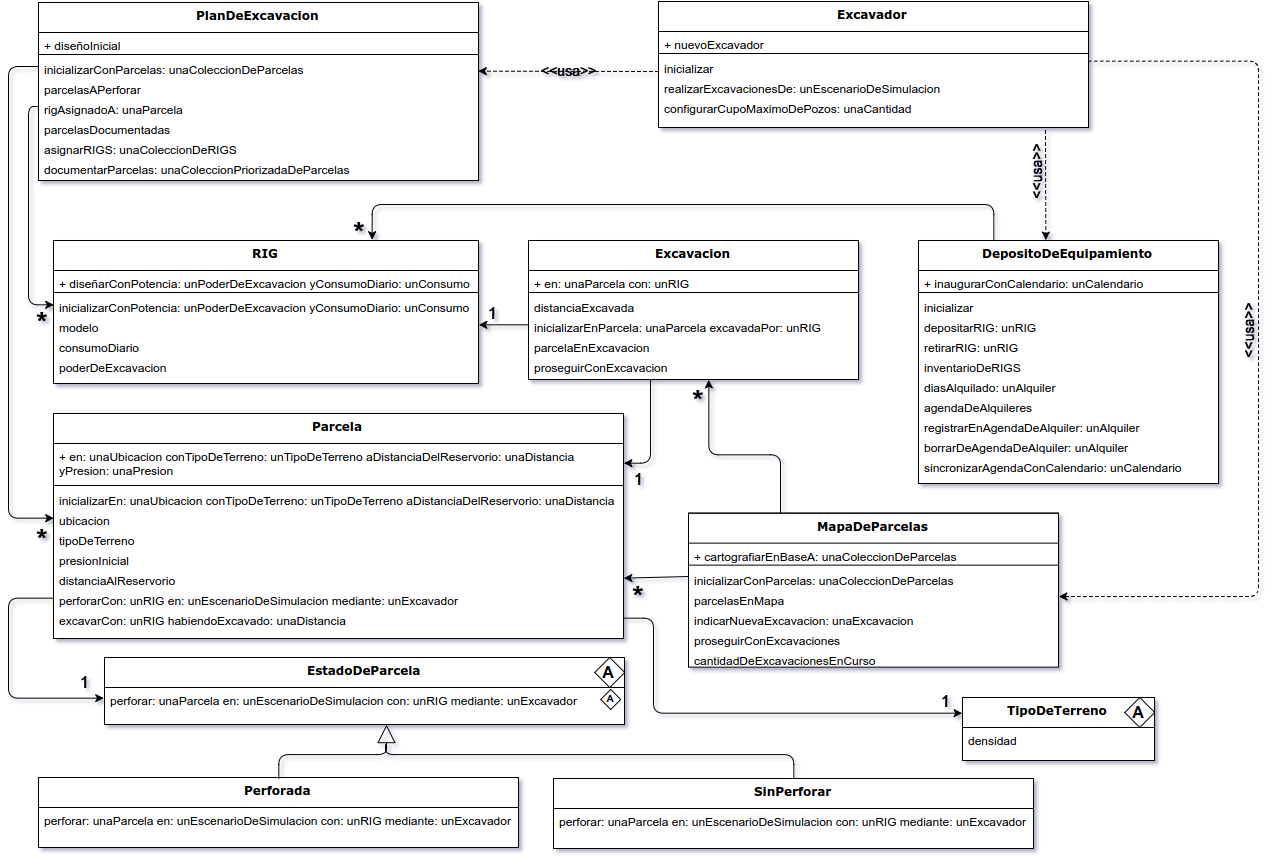 PlanDeExcavacion
+ diseñoInicial
inicializarConParcelas: unaColeccionDeParcelas
parcelasAPerforar
rigAsignadoA: unaParcela
parcelasDocumentadas
asignarRIGS: unaColeccionDeRIGS
documentarParcelas: unaColeccionPriorizadaDeParcelas
<<usa>>
Excavador
+ nuevoExcavador
inicializar
realizarExcavacionesDe: unEscenarioDeSimulacion
configurarCupoMaximoDePozos: unaCantidad
<<usa>>
<<usa>>
*
RIG
+ diseñarConPotencia: unPoderDeExcavacion yConsumoDiario: unConsumo
inicializarConPotencia: unPoderDeExcavacion yConsumoDiario: unConsumo
modelo
consumoDiario
poderDeExcavacion
*
1
Excavacion
+ en: unaParcela con: unRIG
distanciaExcavada
inicializarEnParcela: unaParcela excavadaPor: unRIG
parcelaEnExcavacion
proseguirConExcavacion
*
1
DepositoDeEquipamiento
+ inaugurarConCalendario: unCalendario
inicializar
depositarRIG: unRIG
retirarRIG: unRIG
inventarioDeRIGS
diasAlquilado: unAlquiler
agendaDeAlquileres
registrarEnAgendaDeAlquiler: unAlquiler
borrarDeAgendaDeAlquiler: unAlquiler
sincronizarAgendaConCalendario: unCalendario
Parcela
+ en: unaUbicacion conTipoDeTerreno: unTipoDeTerreno aDistanciaDelReservorio: unaDistancia
yPresion: unaPresion
inicializarEn: unaUbicacion conTipoDeTerreno: unTipoDeTerreno aDistanciaDelReservorio: unaDistancia
ubicacion
tipoDeTerreno
presionInicial
distanciaAlReservorio
perforarCon: unRIG en: unEscenarioDeSimulacion mediante: unExcavador
excavarCon: unRIG habiendoExcavado: unaDistancia
*
*
MapaDeParcelas
+ cartografiarEnBaseA: unaColeccionDeParcelas
inicializarConParcelas: unaColeccionDeParcelas
parcelasEnMapa
indicarNuevaExcavacion: unaExcavacion
proseguirConExcavaciones
cantidadDeExcavacionesEnCurso
1
EstadoDeParcela
A
perforar: unaParcela en: unEscenarioDeSimulacion con: unRIG mediante: unExcavador
A
1
TipoDeTerreno
A
densidad
Perforada
perforar: unaParcela en: unEscenarioDeSimulacion con: unRIG mediante: unExcavador
SinPerforar
perforar: unaParcela en: unEscenarioDeSimulacion con: unRIG mediante: unExcavador